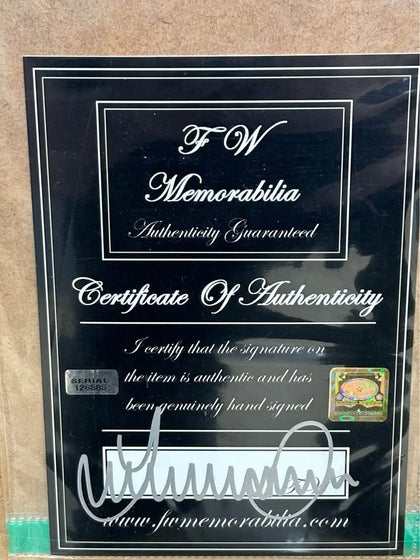 F W
Memorabilia
Authenticity Guaranteed
Certificate Of Authenticity
I certify that the signature on
the item is authentic and has
been genuinely hand signed
SERIAL
126585
www.fwmemorabilia.com